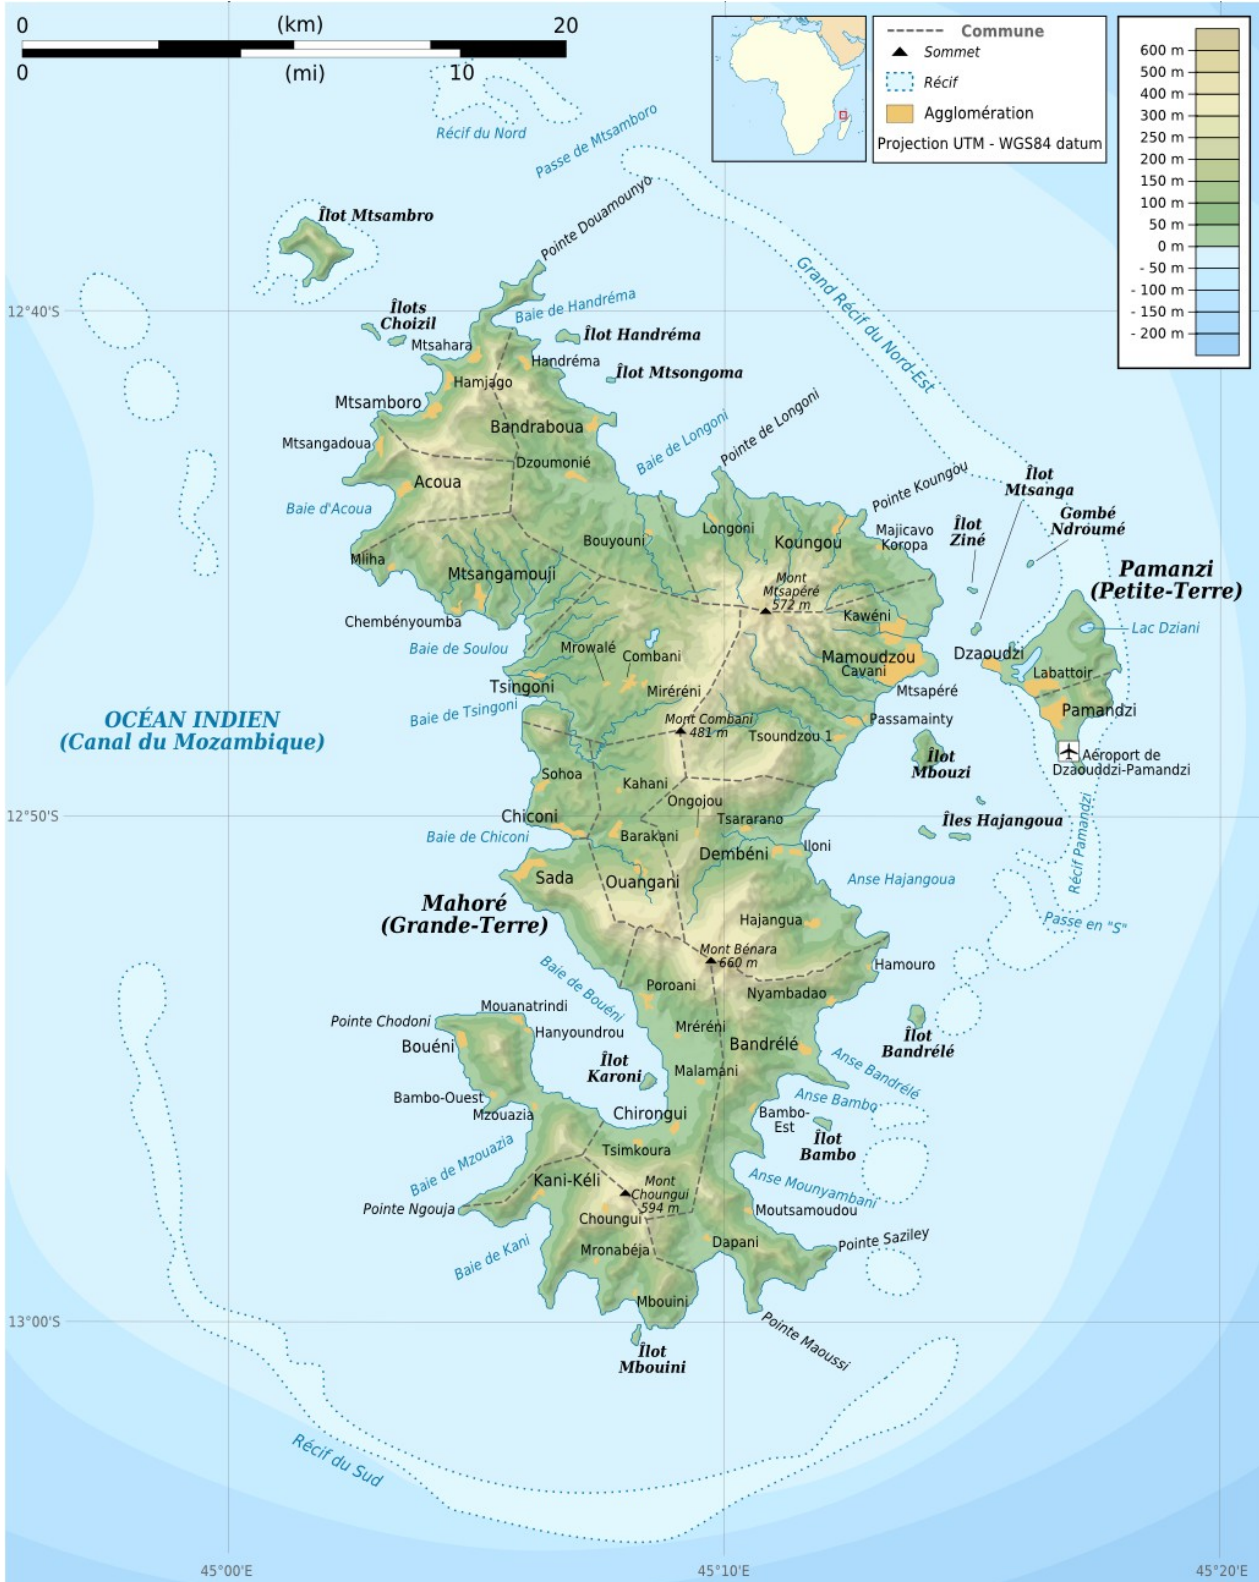 0
(km)
20
0
(mi)
10
Commune
Sommet
Récif
Agglomération
Projection UTM - WGS84 datum
600 m
500 m
400 m
300 m
250 m
200 m
150 m
100 m
50 m
0 m
- 50 m
- 100 m
- 150 m
- 200 m
Récif du Nord
Passe de Mtsamboro
Pointe Douamounyo
Îlot Mtsambro
Grand Récif du Nord-Est
12°40'S
Baie de Handréma
Îlots
Choizil
Îlot Handréma
Mtsahara
Handréma
Îlot Mtsongoma
Hamjago
Mtsamboro
Bandraboua
Baie de Longoni
Pointe de Longoni
Mtsangadoua
Dzoumonié
Acoua
Pointe Koungou
Îlot
Mtsanga
Baie d'Acoua
Gombé
Ndroumé
Îlot
Ziné
Longoni
Koungou
Majicavo
Koropa
Bouyouni
Mliha
Mtsangamouji
Mont
Mtsapéré
572 m
Pamanzi
(Petite-Terre)
Chembényoumba
Kawéni
Lac Dziani
Baie de Soulou
Mrowalé
Combani
Mamoudzou
Cavani
Dzaoudzi
Labattoir
Tsingoni
Miréréni
Mtsapéré
Pamandzi
Baie de Tsingoni
OCÉAN INDIEN
(Canal du Mozambique)
Mont Combani
481 m
Passamainty
Tsoundzou 1
Îlot
Mbouzi
Aéroport de
Dzaouddzi-Pamandzi
Sohoa
Kahani
Ongojou
12°50'S
Chiconi
Tsararano
Îles Hajangoua
Baie de Chiconi
Barakani
Dembéni
Iloni
Récif Pamandzi
Sada
Ouangani
Anse Hajangoua
Mahoré
(Grande-Terre)
Hajangua
Passe en "S"
Mont Bénara
660 m
Hamouro
Baie de Bouéni
Poroani
Nyambadao
Mouanatrindi
Pointe Chodoni
Hanyoundrou
Mréréni
Bouéni
Bandrélé
Îlot
Bandrélé
Îlot
Karoni
Malamani
Anse Bandrélé
Bambo-Ouest
Mzouazia
Chirongui
Anse Bambo
Bambo-
Est
Îlot
Bambo
Tsimkoura
Baie de Mzouazia
Kani-Kéli
Mont
Choungui
594 m
Anse Mounyambani
Pointe Ngouja
Choungui
Moutsamoudou
Baie de Kani
Mronabéja
Dapani
Pointe Saziley
Mbouini
13°00'S
Pointe Maoussi
Îlot
Mbouini
Récif du Sud
45°00'E
45°10'E
45°20'E